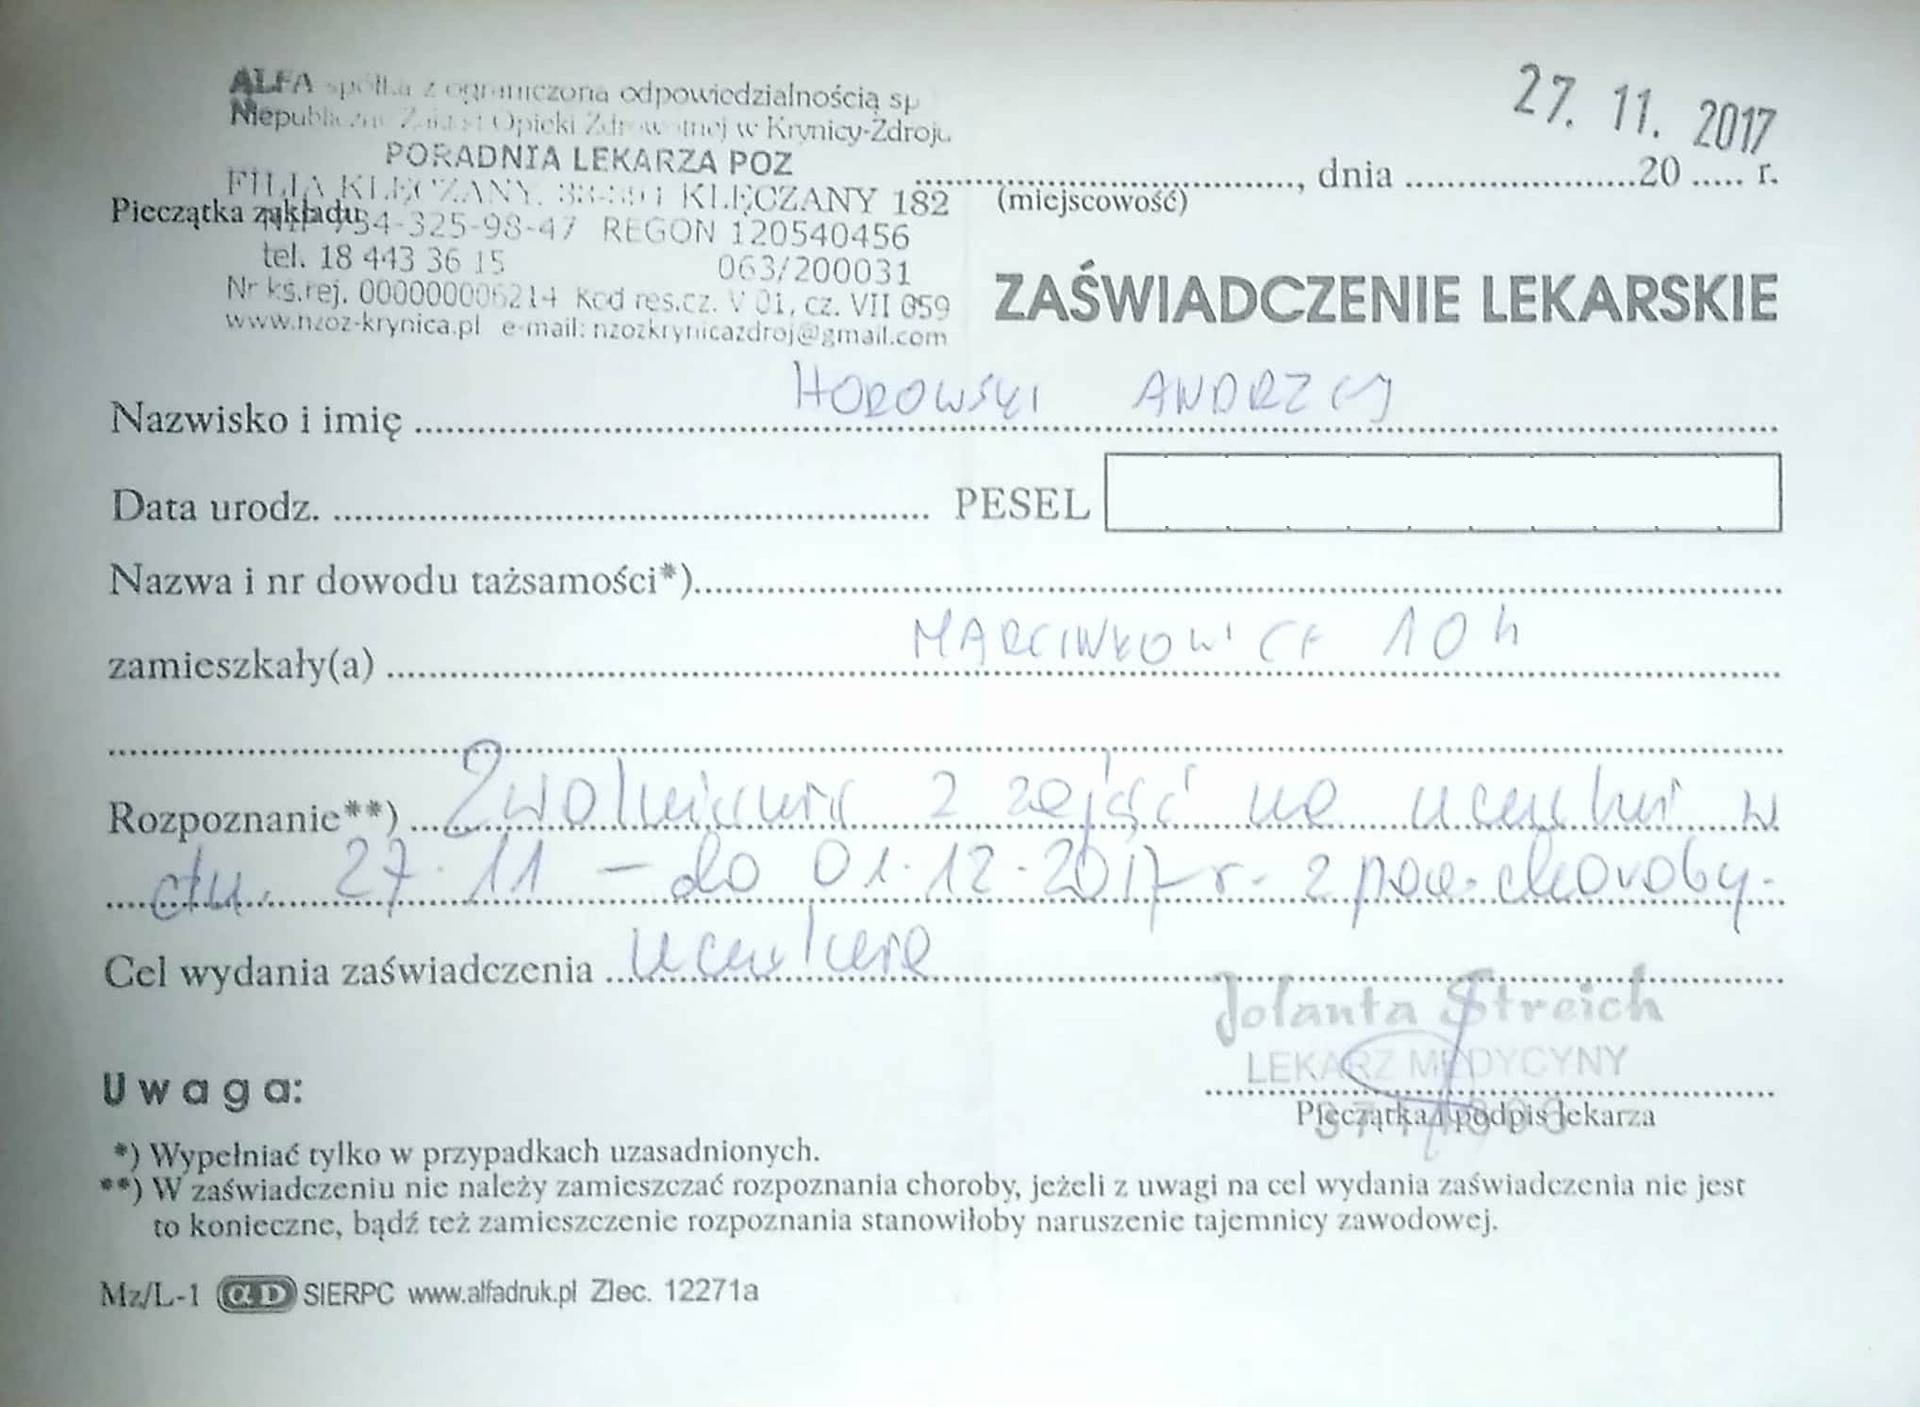 ALFA spółka z ograniczoną odpowiedzialnością sp
Niepubliczny Zakład Opieki Zdrowotnej w Krynicy-Zdroju
PORADNIA LEKARZA POZ
FILIA KLĘCZANY. 33-394 KLĘCZANY 182
Pieczątka zakładu
NIP 734-325-98-47 REGON 120540456
tel. 18 443 36 15 063/200031
Nr ks.rej. 000000006214 Kod res.cz. V 01, cz. VII 059
www.nzoz-krynica.pl e-mail: nzozkrynicazdroj@gmail.com
27. 11. 2017
, dnia 20 r.
(miejscowość)
ZAŚWIADCZENIE LEKARSKIE
Nazwisko i imię HOROWSKI ANDRZEJ
Data urodz. PESEL
Nazwa i nr dowodu tażsamości*)
zamieszkały(a) MARCINKOWICE 104
Rozpoznanie**) Zwolnienie z zajęć na uczelni w
dn. 27.11 - do 01.12.2017 r. z pow. choroby.
Cel wydania zaświadczenia uczelnia
Jolanta Streich
LEKARZ MEDYCYNY
Pieczątka i podpis lekarza
Uwaga:
*) Wypełniać tylko w przypadkach uzasadnionych.
**) W zaświadczeniu nie należy zamieszczać rozpoznania choroby, jeżeli z uwagi na cel wydania zaświadczenia nie jest
to konieczne, bądź też zamieszczenie rozpoznania stanowiłoby naruszenie tajemnicy zawodowej.
Mz/L-1 αD SIERPC www.alfadruk.pl Zlec. 12271a